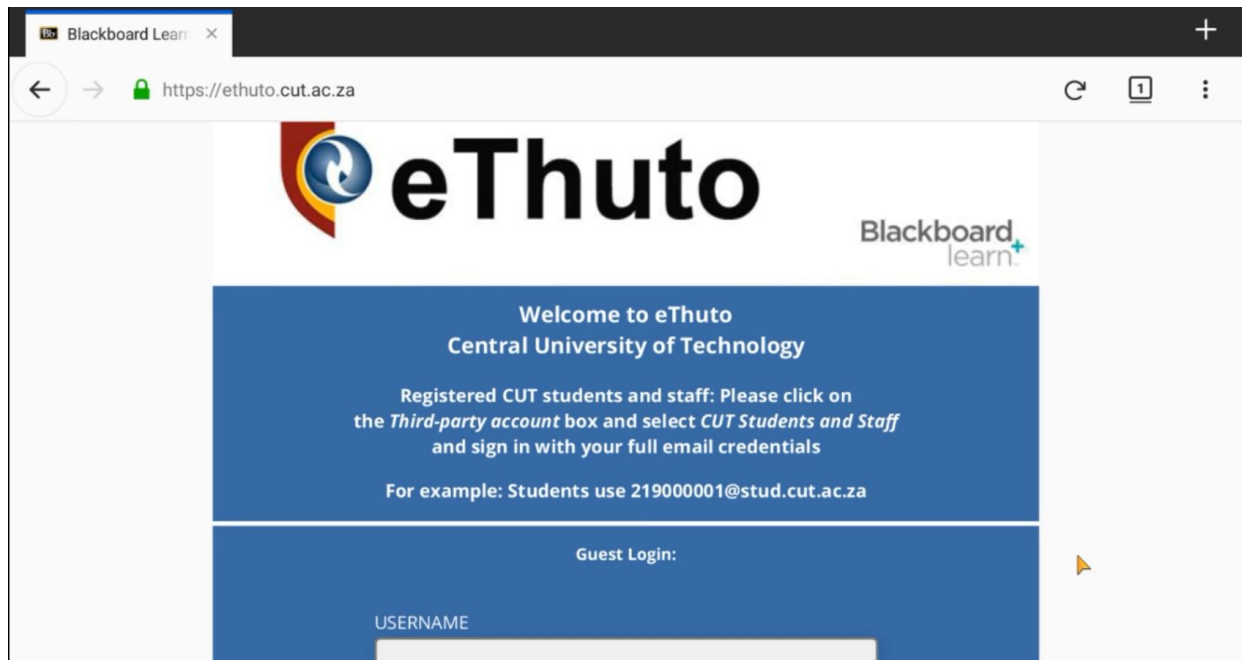 Blackboard Lear
https://ethuto.cut.ac.za
1
eThuto
Blackboard
learn
Welcome to eThuto
Central University of Technology
Registered CUT students and staff: Please click on
the Third-party account box and select CUT Students and Staff
and sign in with your full email credentials
For example: Students use 219000001@stud.cut.ac.za
Guest Login:
USERNAME